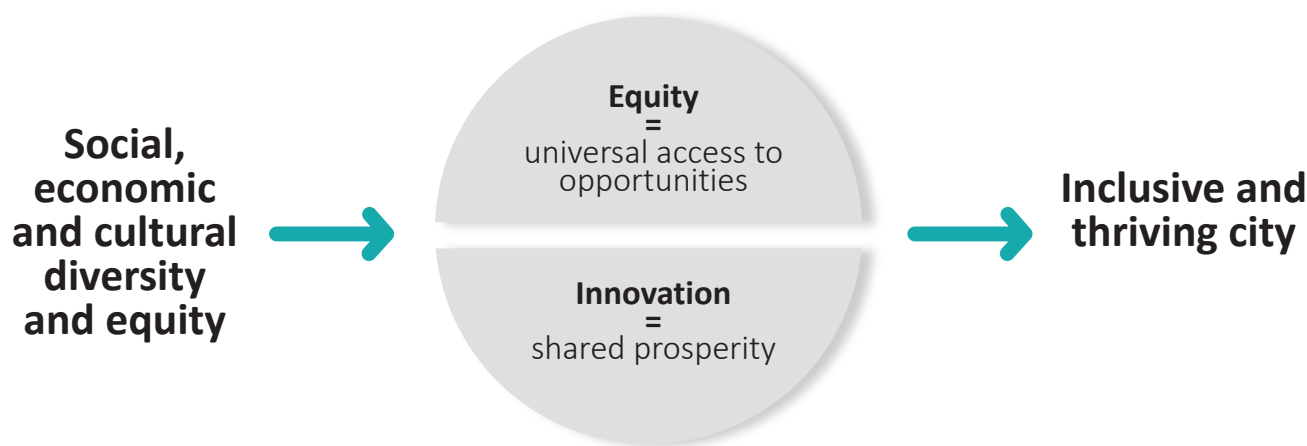 Social,
economic
and cultural
diversity
and equity
Equity
=
universal access to
opportunities
Innovation
=
shared prosperity
Inclusive and
thriving city